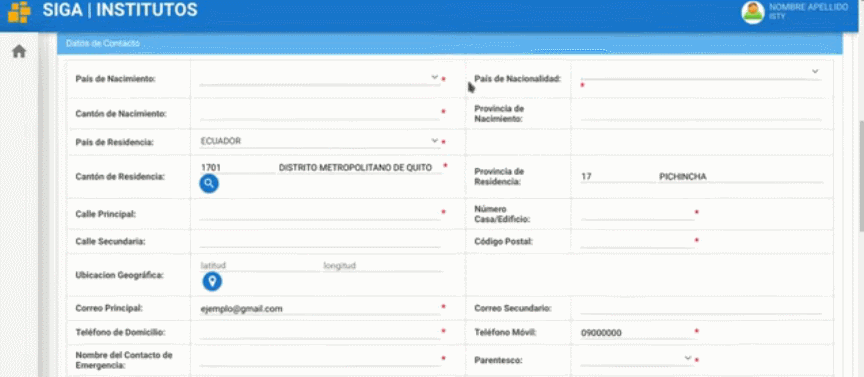 SIGA | INSTITUTOS
NOMBRE APELLIDO
ISTY
Datos de Contacto
País de Nacimiento: *
País de Nacionalidad: *
Cantón de Nacimiento: *
Provincia de
Nacimiento:
País de Residencia: ECUADOR *
Cantón de Residencia: 1701 DISTRITO METROPOLITANO DE QUITO *
Provincia de
Residencia: 17 PICHINCHA
Calle Principal: *
Número
Casa/Edificio: *
Calle Secundaria:
Código Postal: *
Ubicacion Geográfica: latitud longitud
Correo Principal: ejemplo@gmail.com *
Correo Secundario:
Teléfono de Domicilio: *
Teléfono Móvil: 09000000 *
Nombre del Contacto de
Emergencia: *
Parentesco: *